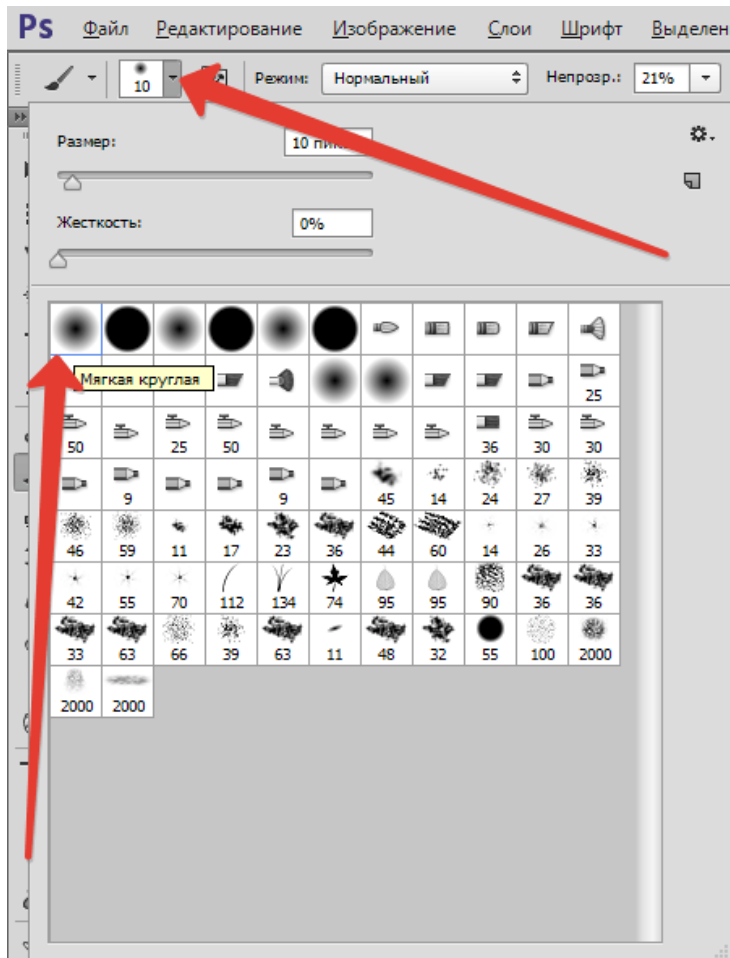 Ps Файл Редактирование Изображение Слои Шрифт Выделен
10 Режим: Нормальный Непрозр.: 21%
Размер: 10
Жесткость: 0%
Мягкая круглая
25
50 25 50 36 30 30
9 9 45 14 24 27 39
46 59 11 17 23 36 44 60 14 26 33
42 55 70 112 134 74 95 95 90 36 36
33 63 66 39 63 11 48 32 55 100 2000
2000 2000